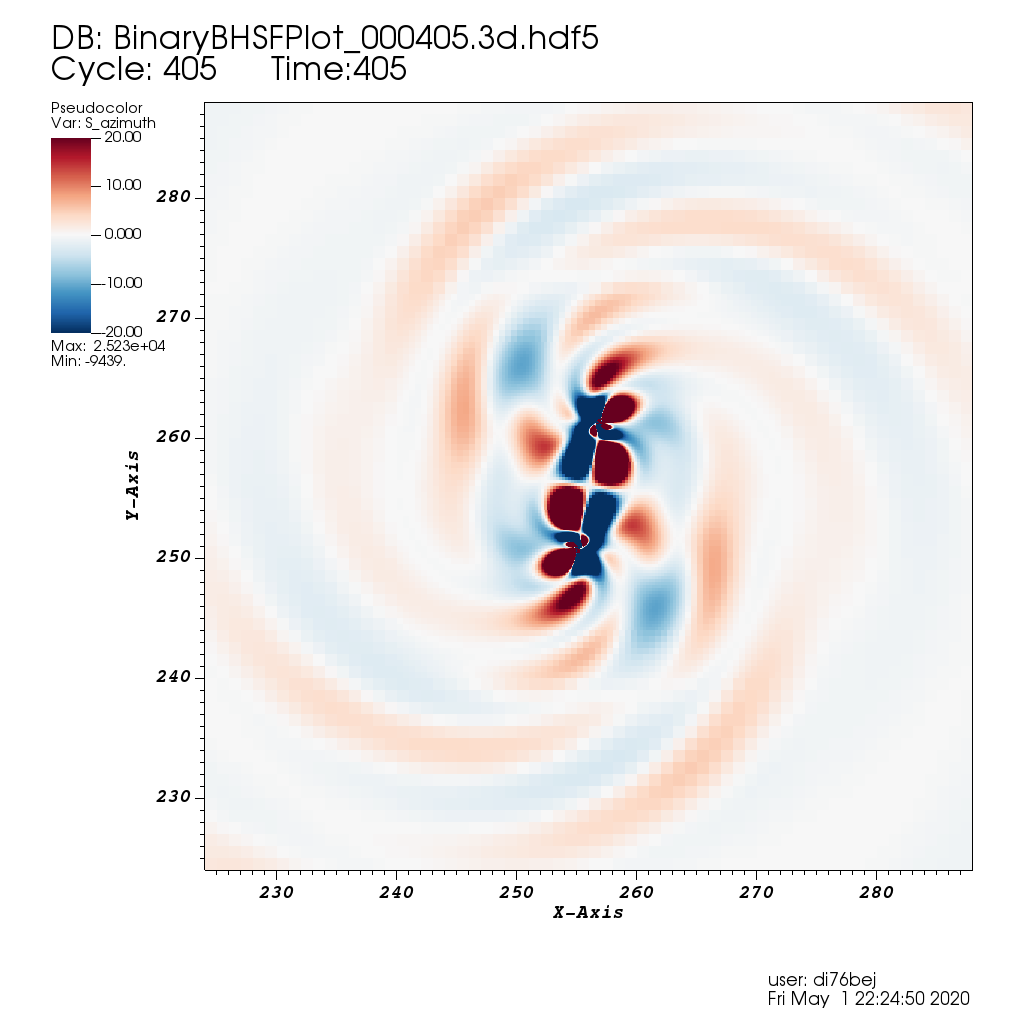 DB: BinaryBHSFPlot_000405.3d.hdf5
Cycle: 405 Time:405
Pseudocolor
Var: S_azimuth
20.00
10.00
0.000
-10.00
-20.00
Max: 2.523e+04
Min: -9439.
280
270
260
250
240
230
Y-Axis
230 240 250 260 270 280
X-Axis
user: di76bej
Fri May 1 22:24:50 2020